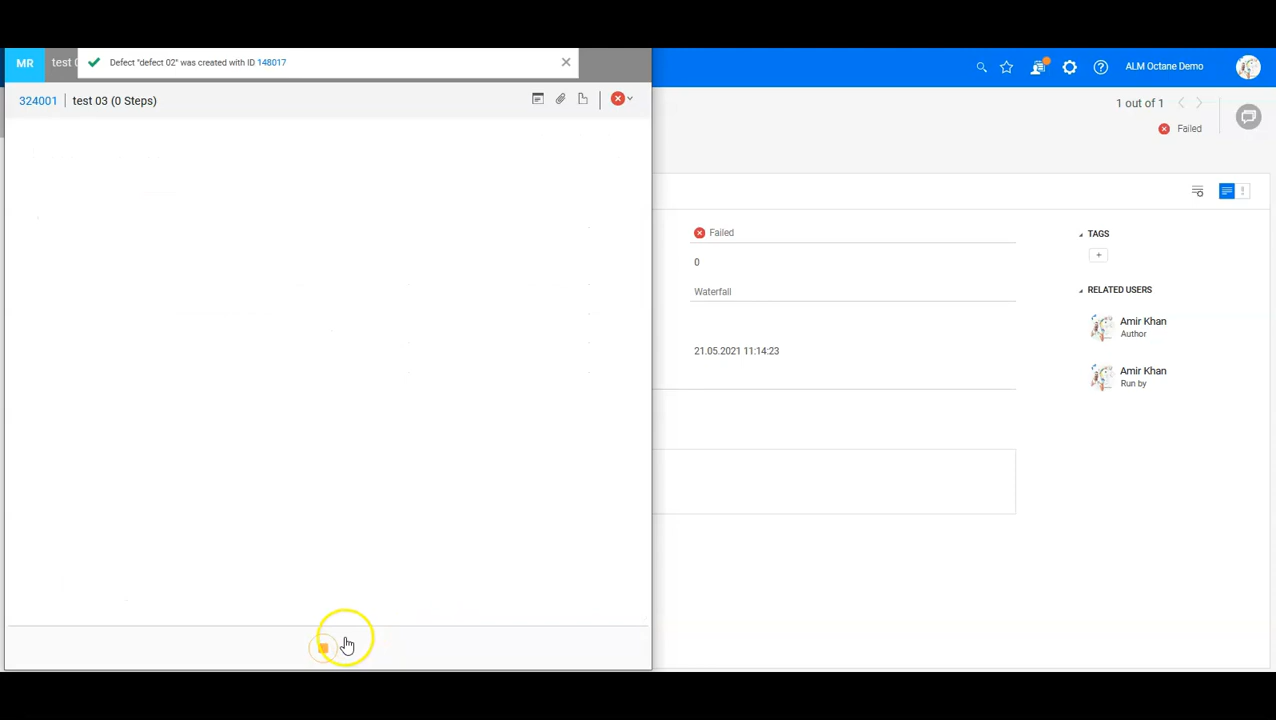 MR
test 0
Defect "defect 02" was created with ID 148017
ALM Octane Demo
324001
test 03 (0 Steps)
1 out of 1
Failed
Failed
0
Waterfall
21.05.2021 11:14:23
TAGS
+
RELATED USERS
Amir Khan
Author
Amir Khan
Run by